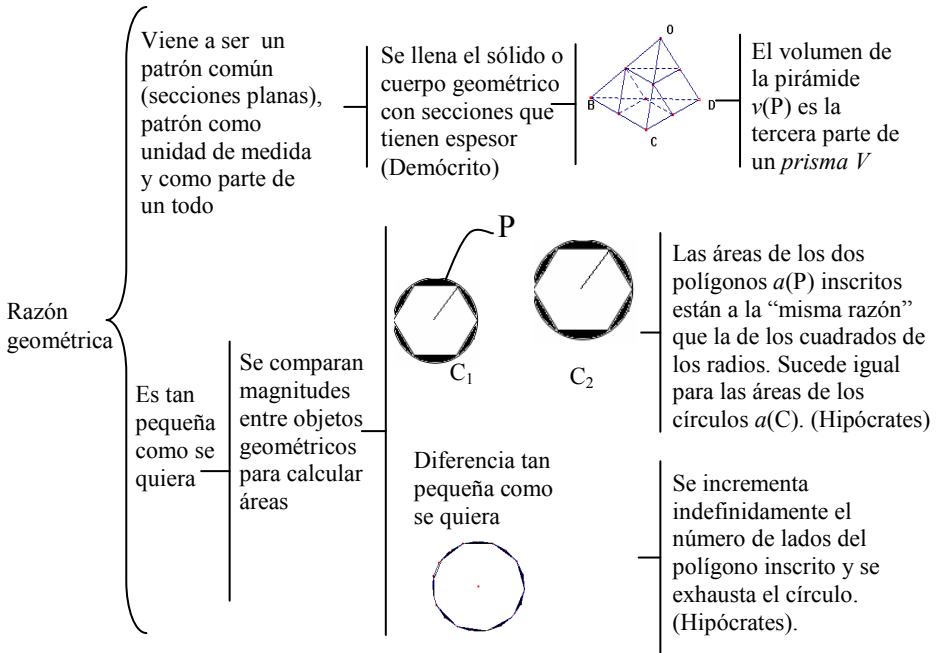 Razón
geométrica
Viene a ser un
patrón común
(secciones planas),
patrón como
unidad de medida
y como parte de
un todo
Se llena el sólido o
cuerpo geométrico
con secciones que
tienen espesor
(Demócrito)
O
B
D
C
El volumen de
la pirámide
v(P) es la
tercera parte de
un prisma V
Es tan
pequeña
como se
quiera
Se comparan
magnitudes
entre objetos
geométricos
para calcular
áreas
P
C₁
C₂
Las áreas de los dos
polígonos a(P) inscritos
están a la “misma razón”
que la de los cuadrados de
los radios. Sucede igual
para las áreas de los
círculos a(C). (Hipócrates)
Diferencia tan
pequeña como
se quiera
Se incrementa
indefinidamente el
número de lados del
polígono inscrito y se
exhausta el círculo.
(Hipócrates).